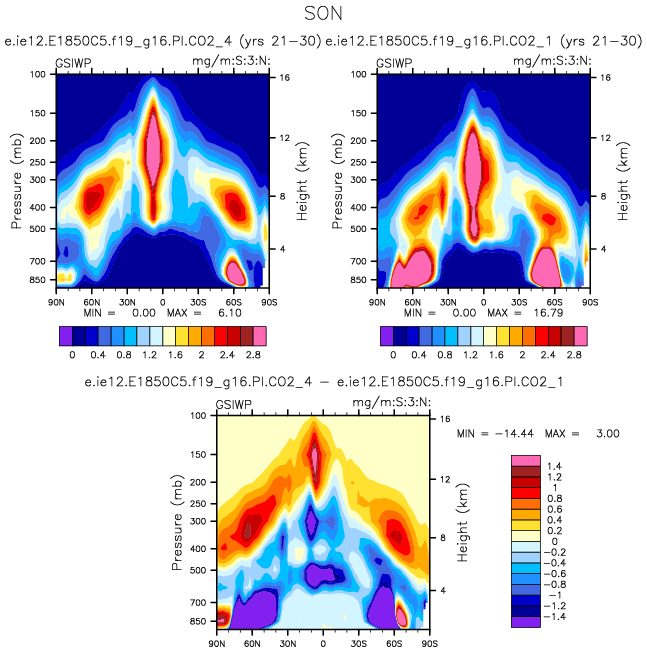 SON
e.ie12.E1850C5.f19_g16.PI.CO2_4 (yrs 21−30) e.ie12.E1850C5.f19_g16.PI.CO2_1 (yrs 21−30)
GSIWP mg/m:S:3:N: GSIWP mg/m:S:3:N:
100 16 100 16
150 150
200 12 200 12
250 250
300 300
8 8
400 400
500 500
4 4
700 700
850 850
Pressure (mb) Height (km) Pressure (mb) Height (km)
90N 60N 30N 0 30S 60S 90S 90N 60N 30N 0 30S 60S 90S
MIN = 0.00 MAX = 6.10 MIN = 0.00 MAX = 16.79
0 0.4 0.8 1.2 1.6 2 2.4 2.8 0 0.4 0.8 1.2 1.6 2 2.4 2.8
e.ie12.E1850C5.f19_g16.PI.CO2_4 − e.ie12.E1850C5.f19_g16.PI.CO2_1
GSIWP mg/m:S:3:N:
MIN = −14.44 MAX = 3.00
100 16
150
200 12
250
300
8
400
500
4
700
850
Pressure (mb) Height (km)
90N 60N 30N 0 30S 60S 90S
1.4
1.2
1
0.8
0.6
0.4
0.2
0
−0.2
−0.4
−0.6
−0.8
−1
−1.2
−1.4